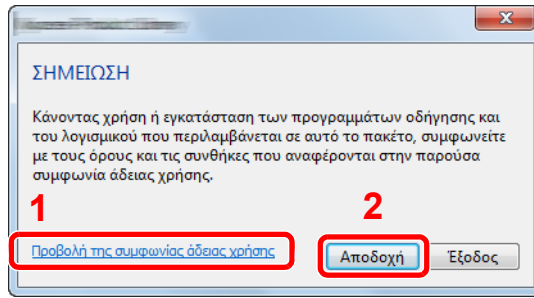 ΣΗΜΕΙΩΣΗ
Κάνοντας χρήση ή εγκατάσταση των προγραμμάτων οδήγησης και
του λογισμικού που περιλαμβάνεται σε αυτό το πακέτο, συμφωνείτε
με τους όρους και τις συνθήκες που αναφέρονται στην παρούσα
συμφωνία άδειας χρήσης.
1 2
Προβολή της συμφωνίας άδειας χρήσης Αποδοχή Έξοδος